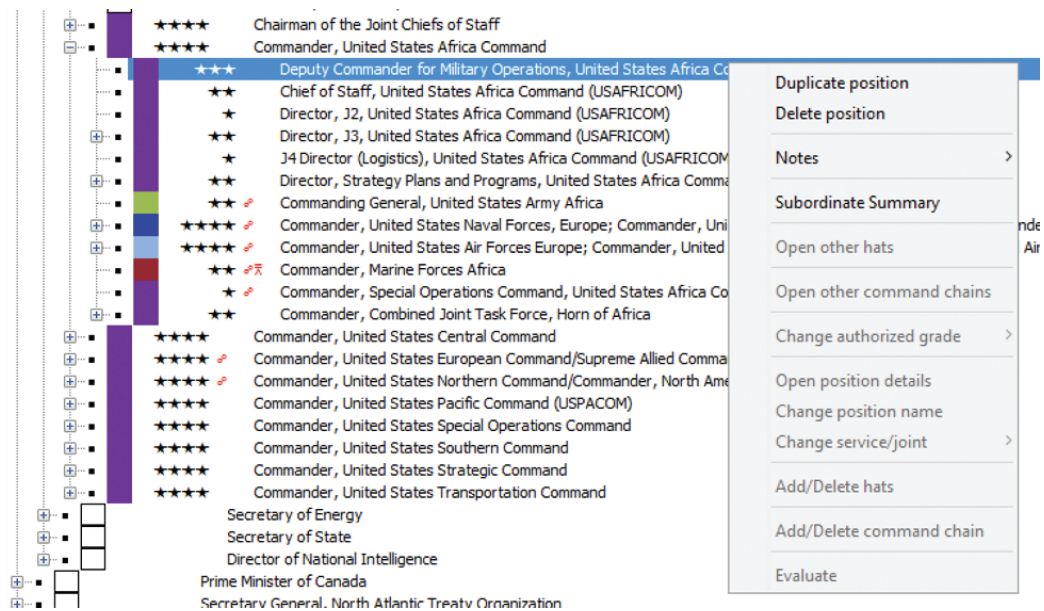 Chairman of the Joint Chiefs of Staff
Commander, United States Africa Command
Deputy Commander for Military Operations, United States Africa
Chief of Staff, United States Africa Command (USAFRICOM)
Director, J2, United States Africa Command (USAFRICOM)
Director, J3, United States Africa Command (USAFRICOM)
J4 Director (Logistics), United States Africa Command (USAFRICOM
Director, Strategy Plans and Programs, United States Africa
Commanding General, United States Army Africa
Commander, United States Naval Forces, Europe; Commander,
Commander, United States Air Forces Europe; Commander, United
Commander, Marine Forces Africa
Commander, Special Operations Command, United States Africa
Commander, Combined Joint Task Force, Horn of Africa
Commander, United States Central Command
Commander, United States European Command/Supreme Allied
Commander, United States Northern Command/Commander, North
Commander, United States Pacific Command (USPACOM)
Commander, United States Special Operations Command
Commander, United States Southern Command
Commander, United States Strategic Command
Commander, United States Transportation Command
Secretary of Energy
Secretary of State
Director of National Intelligence
Prime Minister of Canada
Secretary General, North Atlantic Treaty Organization
Duplicate position
Delete position
Notes
Subordinate Summary
Open other hats
Open other command chains
Change authorized grade
Open position details
Change position name
Change service/joint
Add/Delete hats
Add/Delete command chain
Evaluate